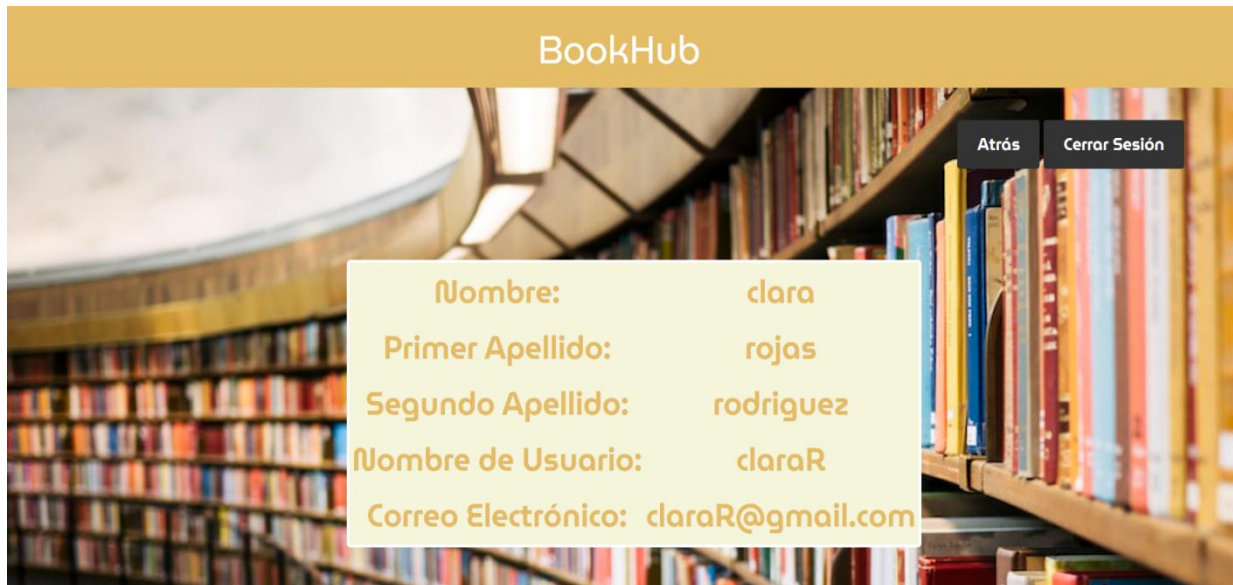 BookHub
Atrás Cerrar Sesión
Nombre: clara
Primer Apellido: rojas
Segundo Apellido: rodriguez
Nombre de Usuario: claraR
Correo Electrónico: claraR@gmail.com